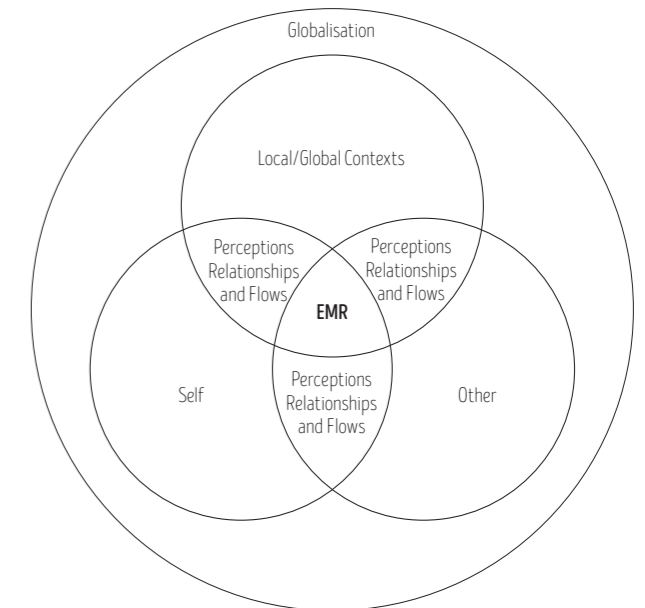 Globalisation
Local/Global Contexts
Perceptions
Relationships
and Flows
Perceptions
Relationships
and Flows
EMR
Self
Perceptions
Relationships
and Flows
Other